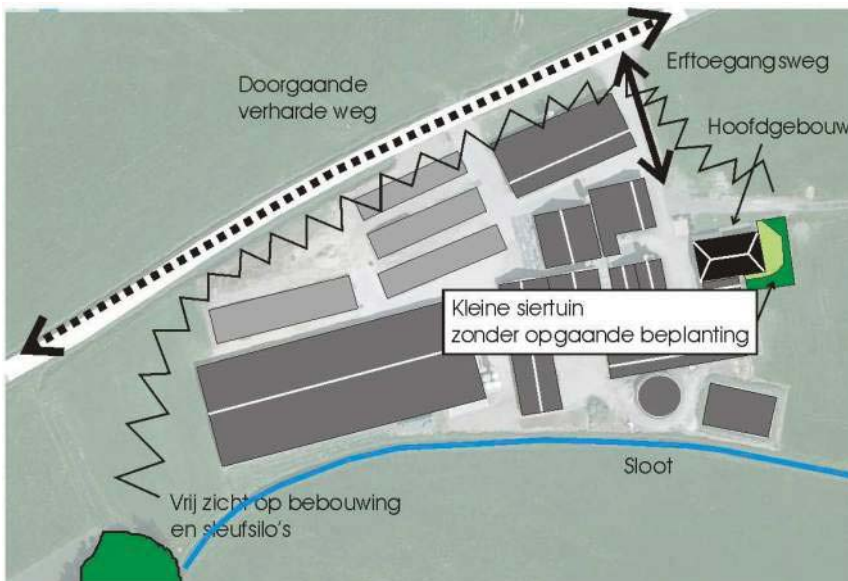 Doorgaande
verharde weg
Erftoegangsweg
Hoofdgebouw
Kleine siertuin
zonder opgaande beplanting
Sloot
Vrij zicht op bebouwing
en sleufsilo's